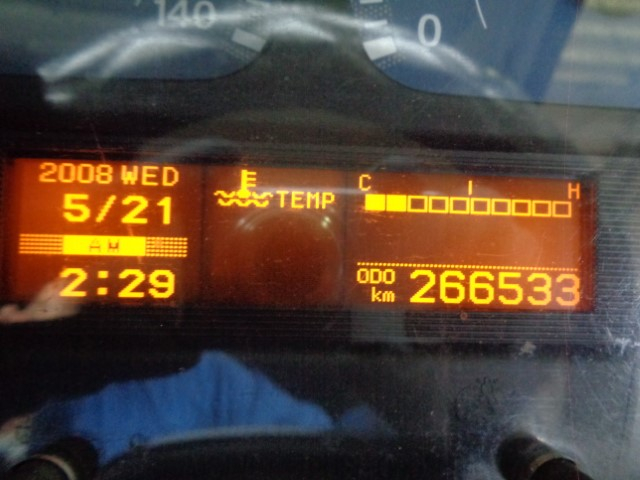 140
0
2008 WED
5/21
AM
2:29
TEMP
C H
ODO
km 266533